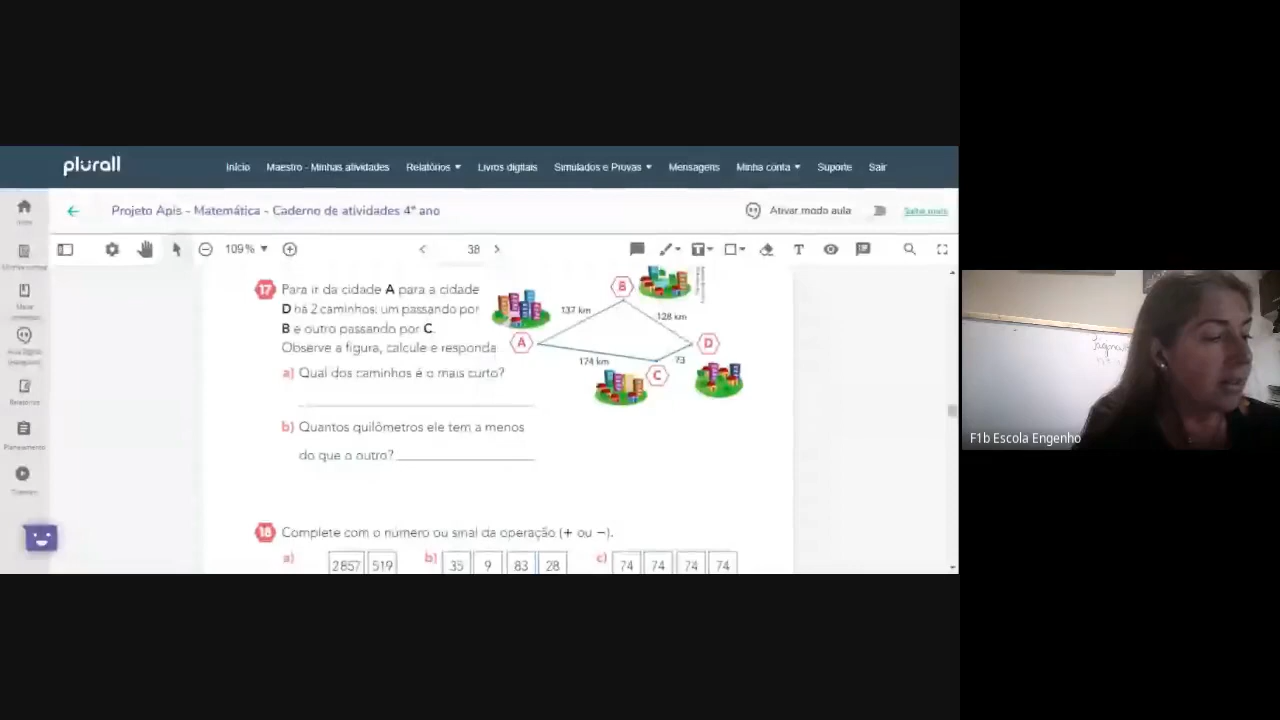 plurall
Início Maestro - Minhas atividades Relatórios Livros digitais Simulados e Provas Mensagens Minha conta Suporte Sair
Projeto Apis - Matemática - Caderno de atividades 4º ano
Ativar modo aula
Saiba mais
109%
38
17 Para ir da cidade A para a cidade
D há 2 caminhos: um passando por
B e outro passando por C.
Observe a figura, calcule e responda
a) Qual dos caminhos é o mais curto?
b) Quantos quilômetros ele tem a menos
do que o outro?
A
B
C
D
137 km
128 km
174 km
73
18 Complete com o número ou sinal da operação (+ ou −).
a) 2857 519
b) 35 9 83 28
c) 74 74 74 74
F1b Escola Engenho